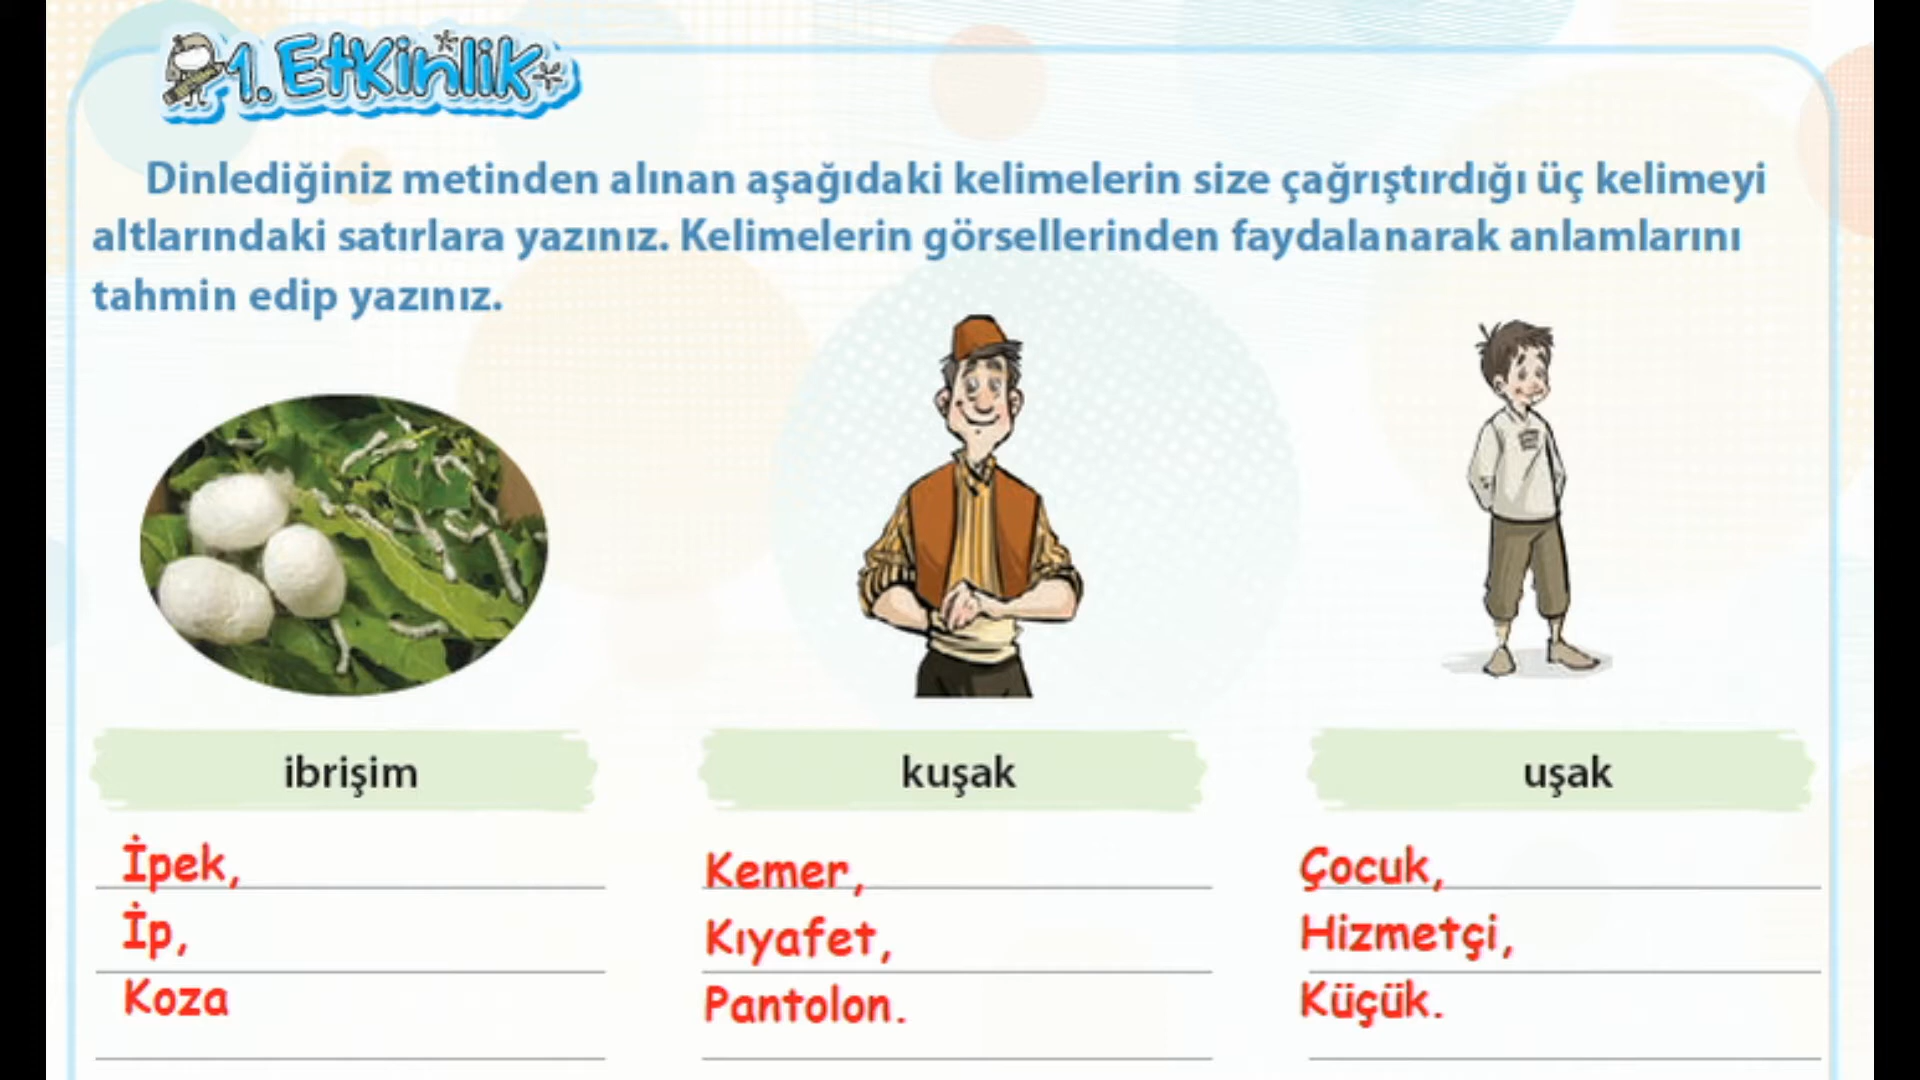 1. Etkinlik
Dinlediğiniz metinden alınan aşağıdaki kelimelerin size çağrıştırdığı üç kelimeyi
altlarındaki satırlara yazınız. Kelimelerin görsellerinden faydalanarak anlamlarını
tahmin edip yazınız.
ibrişim
İpek,
İp,
Koza
kuşak
Kemer,
Kıyafet,
Pantolon.
uşak
Çocuk,
Hizmetçi,
Küçük.